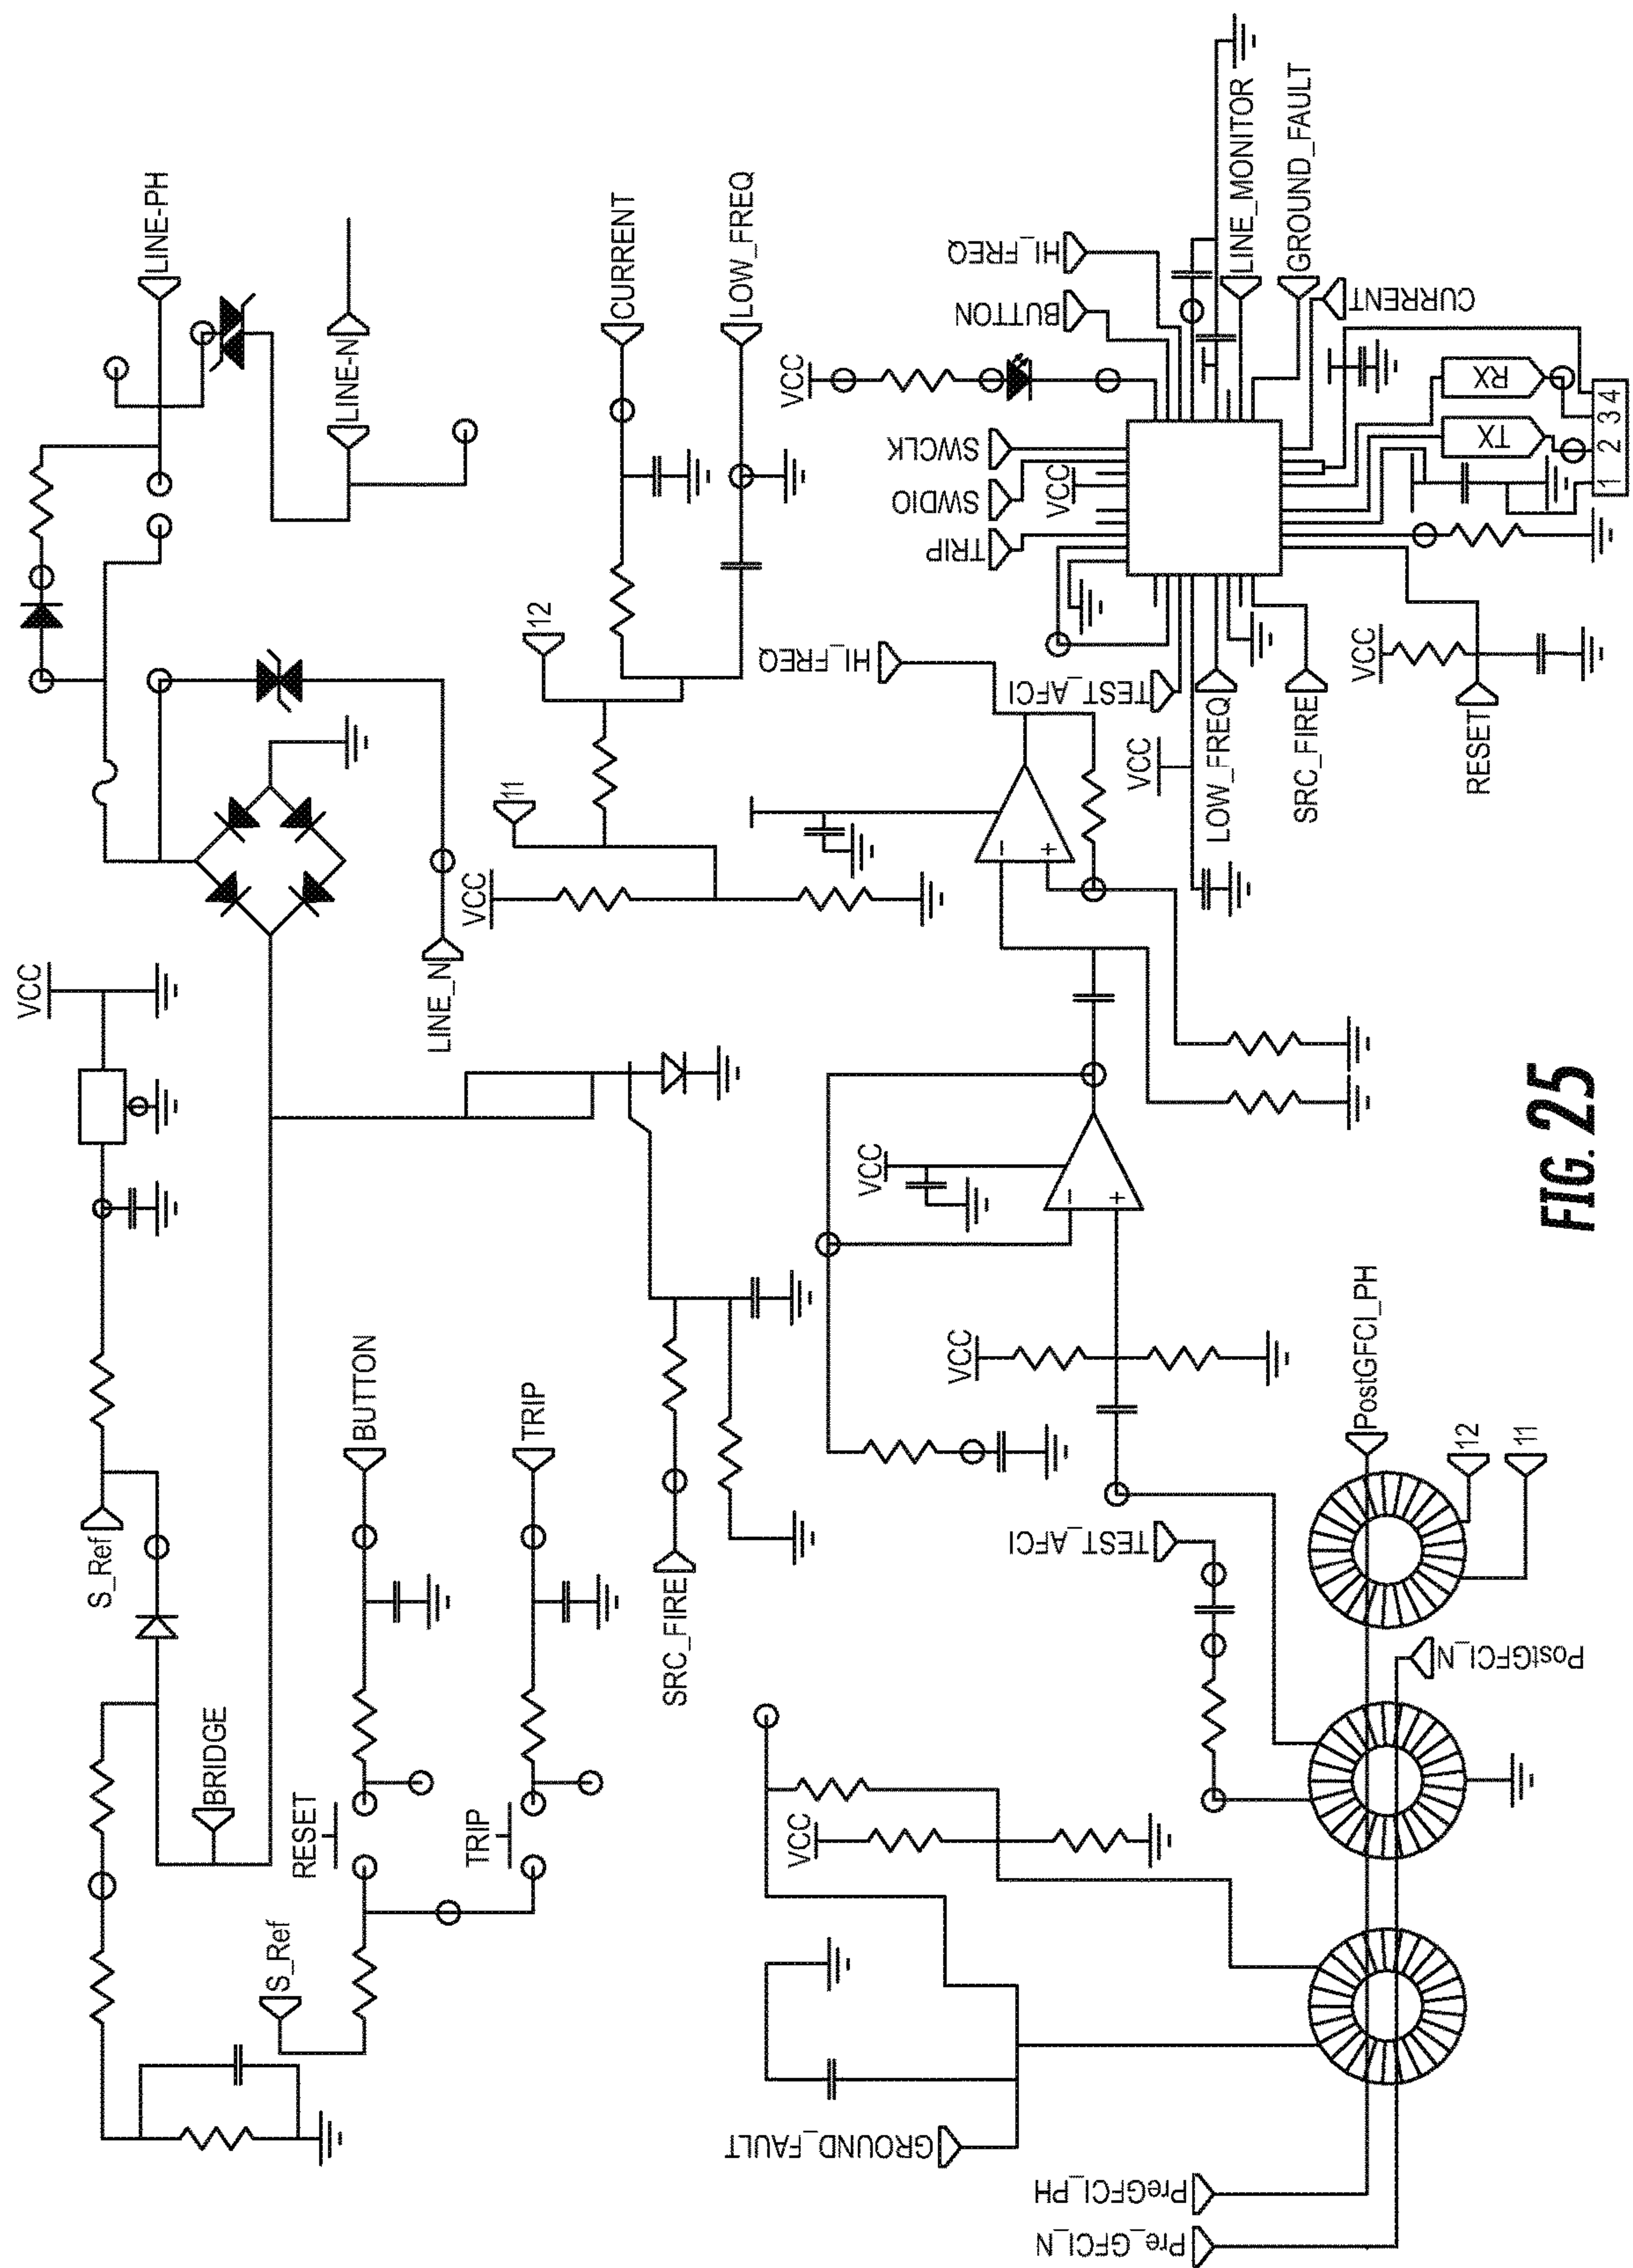 LINE-PH
LINE-N
VCC
S_Ref
LINE_N
BRIDGE
RESET
BUTTON
S_Ref
TRIP
TRIP
SRC_FIRE
CURRENT
LOW_FREQ
12
11
VCC
HI_FREQ
VCC
VCC
TEST_AFCI
VCC
GROUND_FAULT
PreGFCI_PH
Pre_GFCI_N
PostGFCI_PH
PostGFCI_N
12
11
HI_FREQ
BUTTON
VCC
SWCLK
SWDIO
VCC
TRIP
LINE_MONITOR
GROUND_FAULT
CURRENT
TEST_AFCI
VCC
LOW_FREQ
SRC_FIRE
VCC
RESET
RX
TX
1 2 3 4
FIG. 25